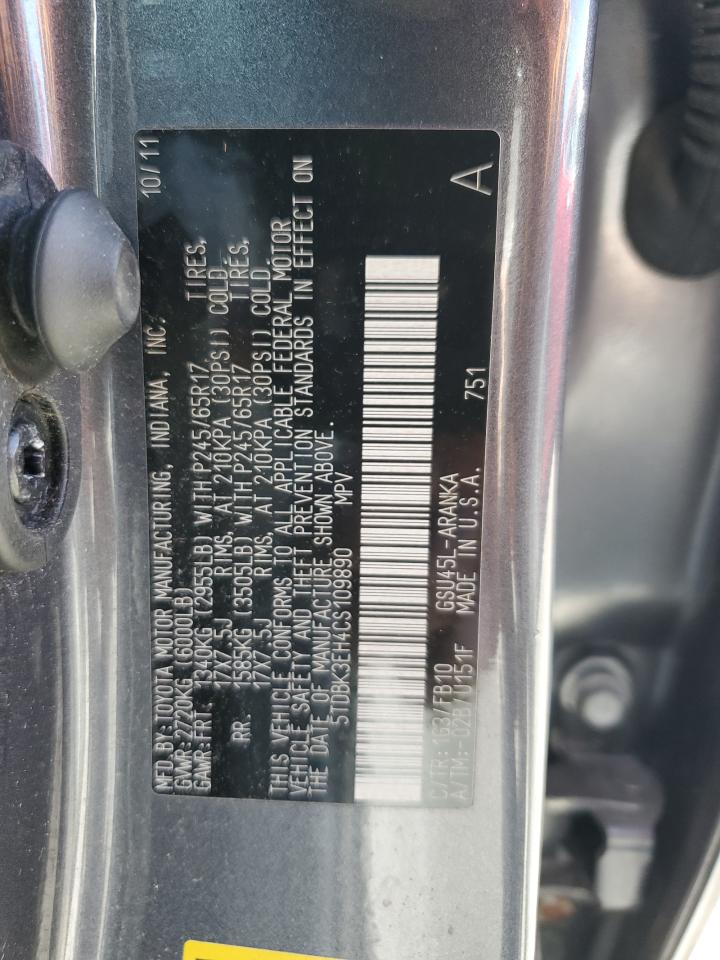 MFD. BY: TOYOTA MOTOR MANUFACTURING, INDIANA, INC. 10/11
GVWR: 2720KG (6000LB)
GAWR: FRT. 1340KG (2955LB) WITH P245/65R17 TIRES,
17X7.5J RIMS, AT 210KPA (30PSI) COLD.
RR. 1585KG (3505LB) WITH P245/65R17 TIRES,
17X7.5J RIMS, AT 210KPA (30PSI) COLD.
THIS VEHICLE CONFORMS TO ALL APPLICABLE FEDERAL MOTOR
VEHICLE SAFETY AND THEFT PREVENTION STANDARDS IN EFFECT ON
THE DATE OF MANUFACTURE SHOWN ABOVE.
5TDBK3EH4CS109890 MPV
A
C/TR: 1G3/FB10 GSU45L-ARANKA 751
A/TM:-02B/U151F MADE IN U.S.A.